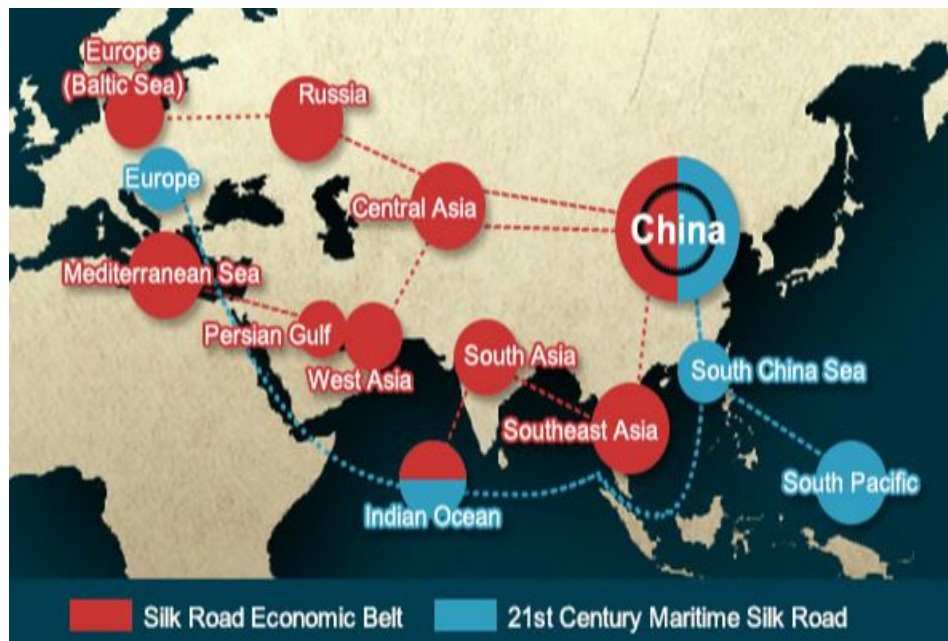 Europe
(Baltic Sea)
Russia
Europe
Central Asia
China
Mediterranean Sea
Persian Gulf
West Asia
South Asia
South China Sea
Southeast Asia
South Pacific
Indian Ocean
Silk Road Economic Belt
21st Century Maritime Silk Road